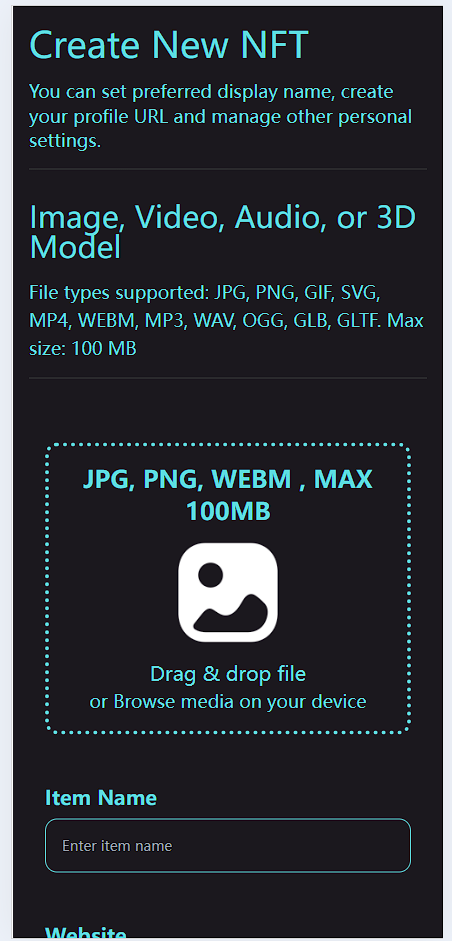 Create New NFT
You can set preferred display name, create
your profile URL and manage other personal
settings.
Image, Video, Audio, or 3D
Model
File types supported: JPG, PNG, GIF, SVG,
MP4, WEBM, MP3, WAV, OGG, GLB, GLTF. Max
size: 100 MB
JPG, PNG, WEBM , MAX
100MB
Drag & drop file
or Browse media on your device
Item Name
Enter item name
Website